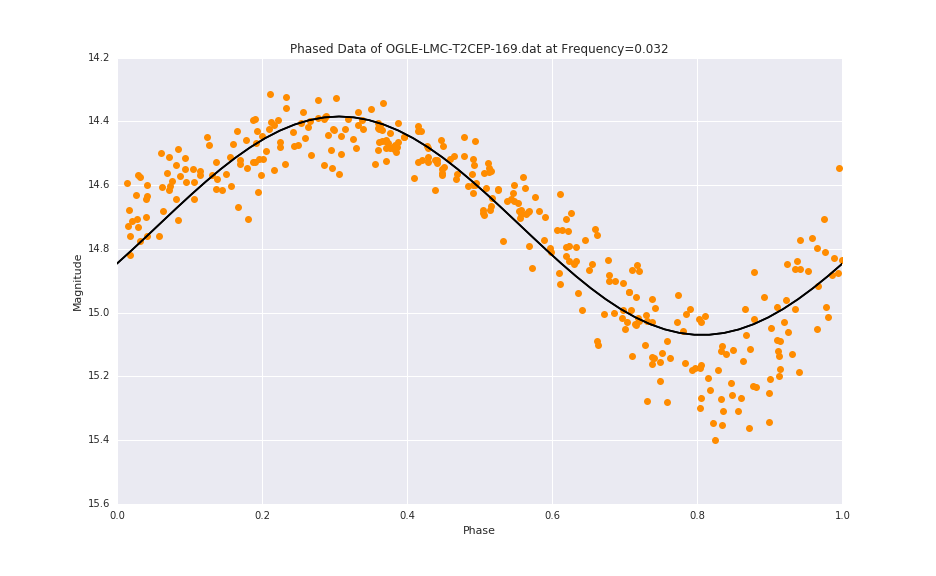 Phased Data of OGLE-LMC-T2CEP-169.dat at Frequency=0.032
14.2
14.4
14.6
14.8
15.0
15.2
15.4
15.6
Magnitude
0.0 0.2 0.4 0.6 0.8 1.0
Phase